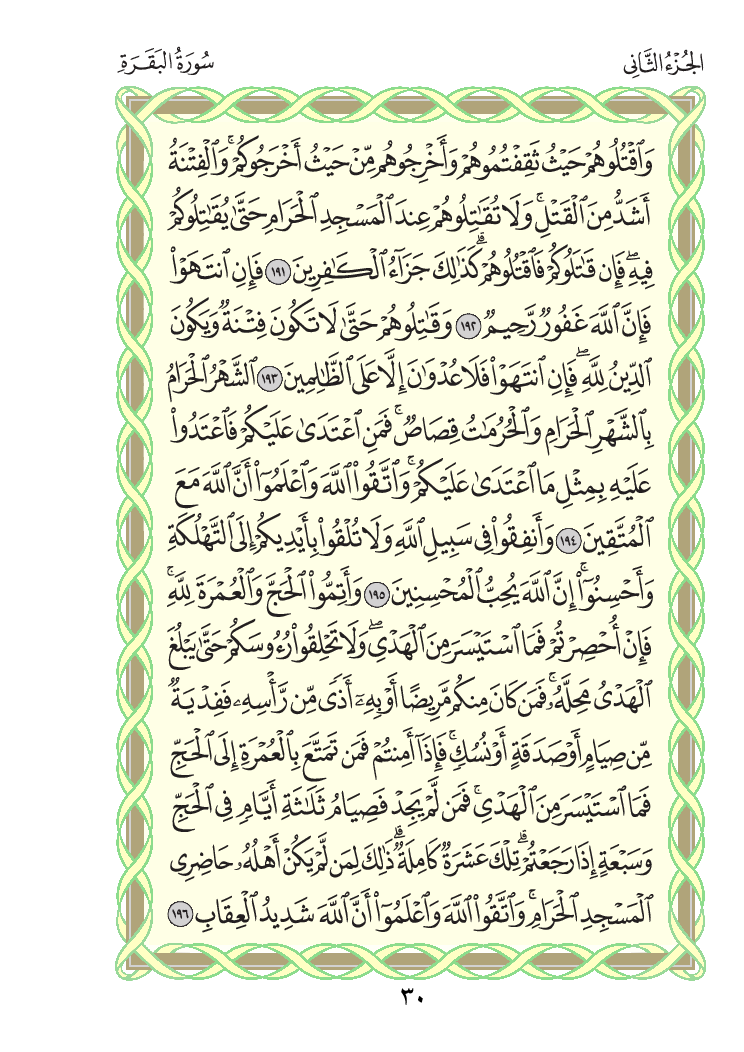 الجُزْءُ الثَّانِي
سُورَةُ البَقَرَةِ
وَٱقْتُلُوهُمْ حَيْثُ ثَقِفْتُمُوهُمْ وَأَخْرِجُوهُم مِّنْ حَيْثُ أَخْرَجُوكُمْ ۚ وَٱلْفِتْنَةُ
أَشَدُّ مِنَ ٱلْقَتْلِ ۚ وَلَا تُقَـٰتِلُوهُمْ عِندَ ٱلْمَسْجِدِ ٱلْحَرَامِ حَتَّىٰ يُقَـٰتِلُوكُمْ
فِيهِ ۖ فَإِن قَـٰتَلُوكُمْ فَٱقْتُلُوهُمْ ۗ كَذَٰلِكَ جَزَآءُ ٱلْكَـٰفِرِينَ ١٩١ فَإِنِ ٱنتَهَوْا۟
فَإِنَّ ٱللَّهَ غَفُورٌ رَّحِيمٌ ١٩٢ وَقَـٰتِلُوهُمْ حَتَّىٰ لَا تَكُونَ فِتْنَةٌ وَيَكُونَ
ٱلدِّينُ لِلَّهِ ۖ فَإِنِ ٱنتَهَوْا۟ فَلَا عُدْوَٰنَ إِلَّا عَلَى ٱلظَّـٰلِمِينَ ١٩٣ ٱلشَّهْرُ ٱلْحَرَامُ
بِٱلشَّهْرِ ٱلْحَرَامِ وَٱلْحُرُمَـٰتُ قِصَاصٌ ۚ فَمَنِ ٱعْتَدَىٰ عَلَيْكُمْ فَٱعْتَدُوا۟
عَلَيْهِ بِمِثْلِ مَا ٱعْتَدَىٰ عَلَيْكُمْ ۚ وَٱتَّقُوا۟ ٱللَّهَ وَٱعْلَمُوٓا۟ أَنَّ ٱللَّهَ مَعَ
ٱلْمُتَّقِينَ ١٩٤ وَأَنفِقُوا۟ فِى سَبِيلِ ٱللَّهِ وَلَا تُلْقُوا۟ بِأَيْدِيكُمْ إِلَى ٱلتَّهْلُكَةِ
وَأَحْسِنُوٓا۟ ۛ إِنَّ ٱللَّهَ يُحِبُّ ٱلْمُحْسِنِينَ ١٩٥ وَأَتِمُّوا۟ ٱلْحَجَّ وَٱلْعُمْرَةَ لِلَّهِ ۚ
فَإِنْ أُحْصِرْتُمْ فَمَا ٱسْتَيْسَرَ مِنَ ٱلْهَدْىِ ۖ وَلَا تَحْلِقُوا۟ رُءُوسَكُمْ حَتَّىٰ يَبْلُغَ
ٱلْهَدْىُ مَحِلَّهُۥ ۚ فَمَن كَانَ مِنكُم مَّرِيضًا أَوْ بِهِۦٓ أَذًى مِّن رَّأْسِهِۦ فَفِدْيَةٌ
مِّن صِيَامٍ أَوْ صَدَقَةٍ أَوْ نُسُكٍ ۚ فَإِذَآ أَمِنتُمْ فَمَن تَمَتَّعَ بِٱلْعُمْرَةِ إِلَى ٱلْحَجِّ
فَمَا ٱسْتَيْسَرَ مِنَ ٱلْهَدْىِ ۚ فَمَن لَّمْ يَجِدْ فَصِيَامُ ثَلَـٰثَةِ أَيَّامٍ فِى ٱلْحَجِّ
وَسَبْعَةٍ إِذَا رَجَعْتُمْ ۗ تِلْكَ عَشَرَةٌ كَامِلَةٌ ۗ ذَٰلِكَ لِمَن لَّمْ يَكُنْ أَهْلُهُۥ حَاضِرِى
ٱلْمَسْجِدِ ٱلْحَرَامِ ۚ وَٱتَّقُوا۟ ٱللَّهَ وَٱعْلَمُوٓا۟ أَنَّ ٱللَّهَ شَدِيدُ ٱلْعِقَابِ ١٩٦
٣٠